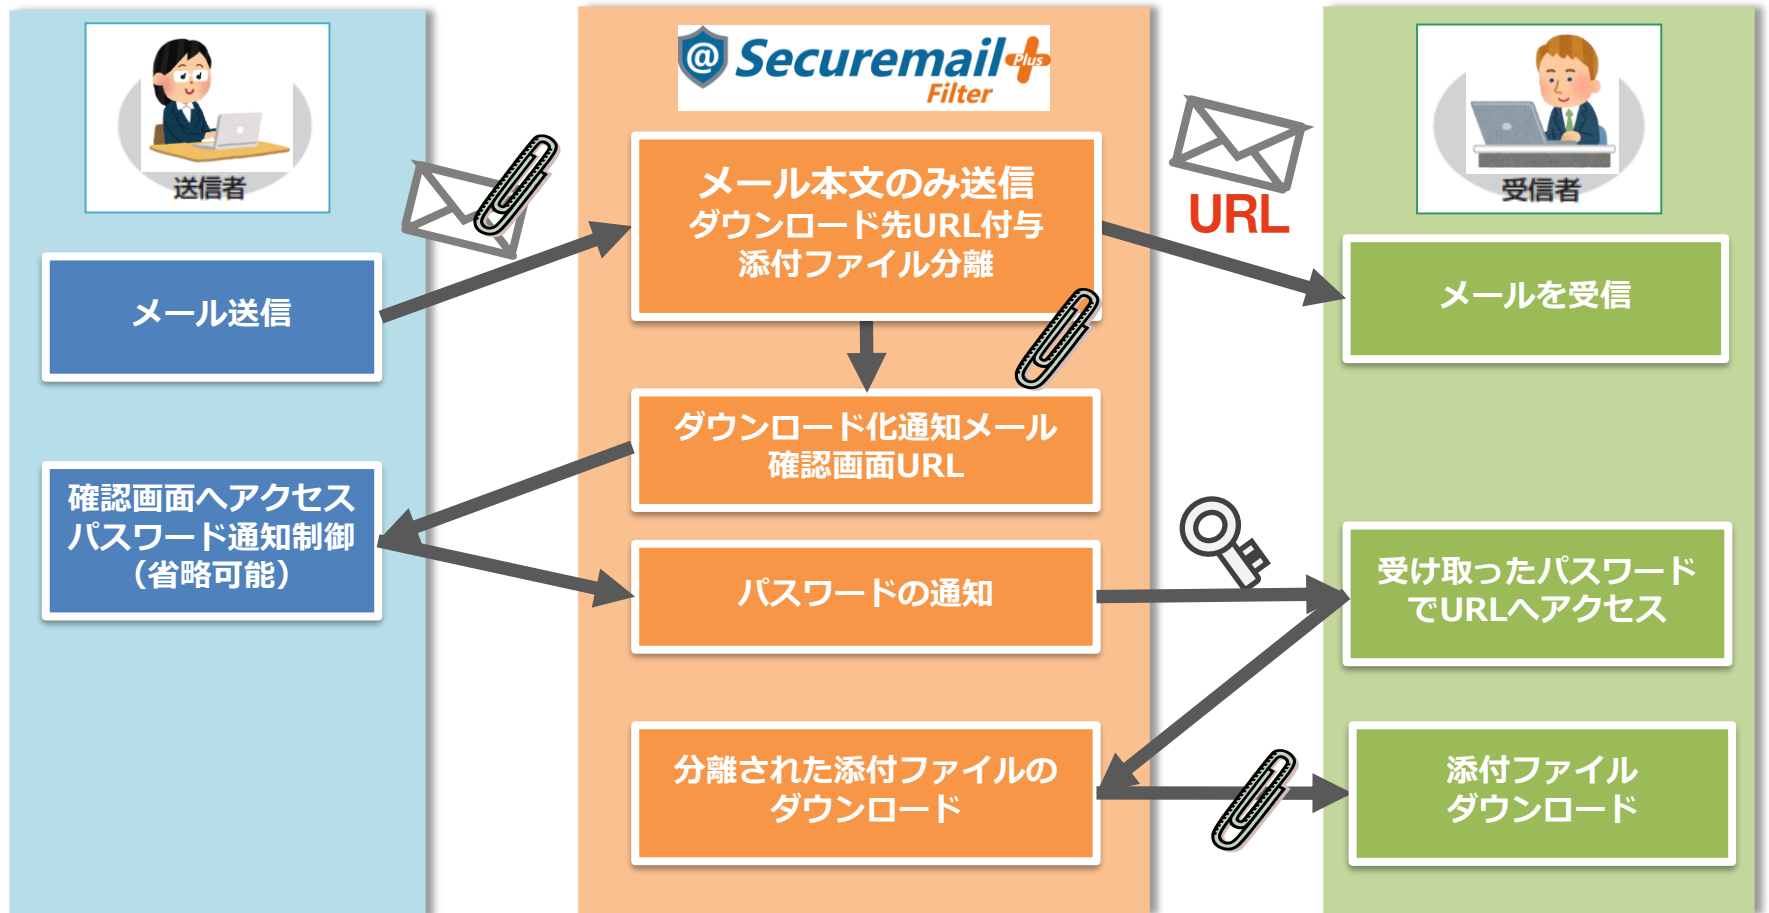 送信者
@
Securemail
Plus
Filter
受信者
URL
メール送信
メール本文のみ送信
ダウンロード先URL付与
添付ファイル分離
メールを受信
ダウンロード化通知メール
確認画面URL
確認画面へアクセス
パスワード通知制御
（省略可能）
パスワードの通知
受け取ったパスワード
でURLへアクセス
分離された添付ファイルの
ダウンロード
添付ファイル
ダウンロード